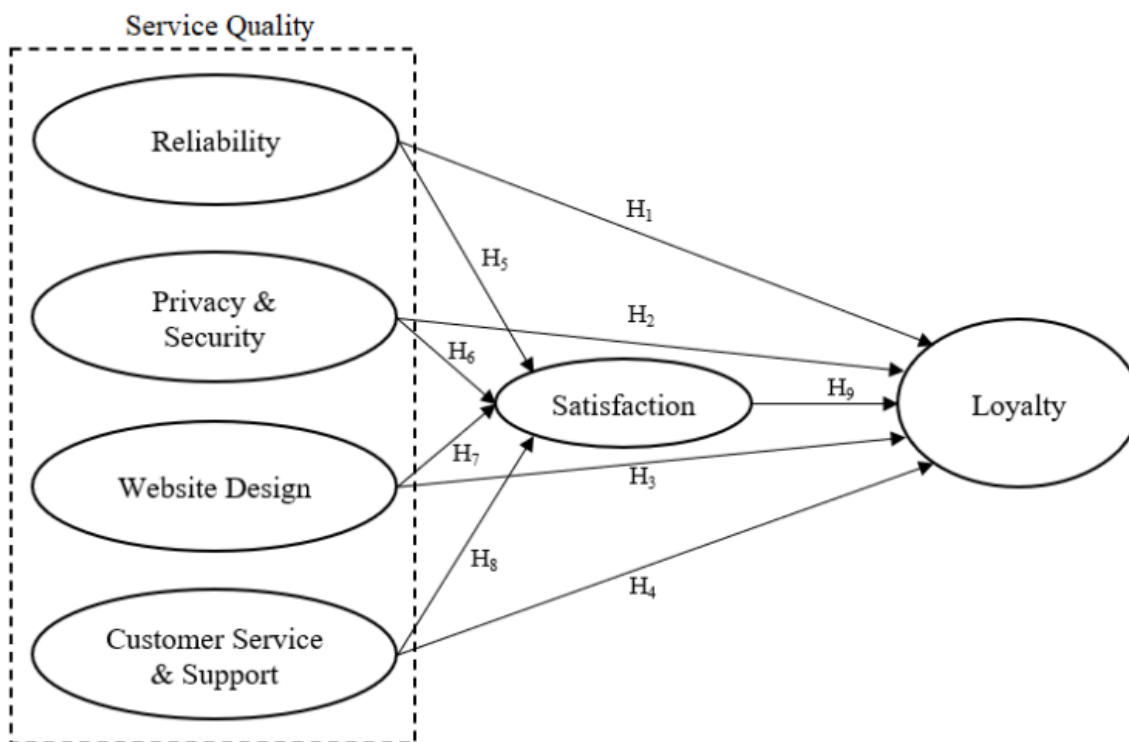 Service Quality
Reliability
H₁
H₅
Privacy &
Security
H₂
H₆
Satisfaction
H₉
Loyalty
Website Design
H₇
H₃
Customer Service
& Support
H₈
H₄